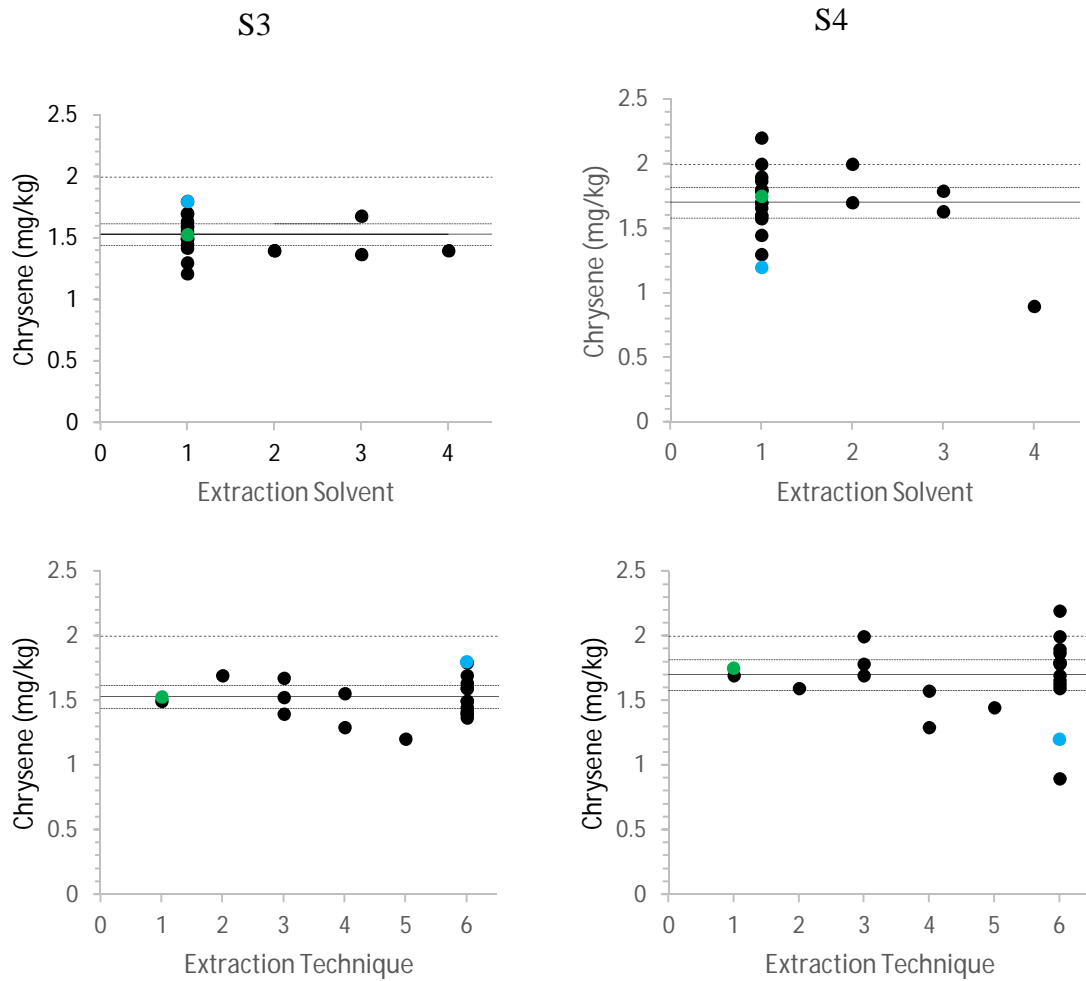 S3
S4
2.5
2
1.5
1
0.5
0
Chrysene (mg/kg)
0 1 2 3 4
Extraction Solvent
2.5
2
1.5
1
0.5
0
Chrysene (mg/kg)
0 1 2 3 4
Extraction Solvent
2.5
2
1.5
1
0.5
0
Chrysene (mg/kg)
0 1 2 3 4 5 6
Extraction Technique
2.5
2
1.5
1
0.5
0
Chrysene (mg/kg)
0 1 2 3 4 5 6
Extraction Technique